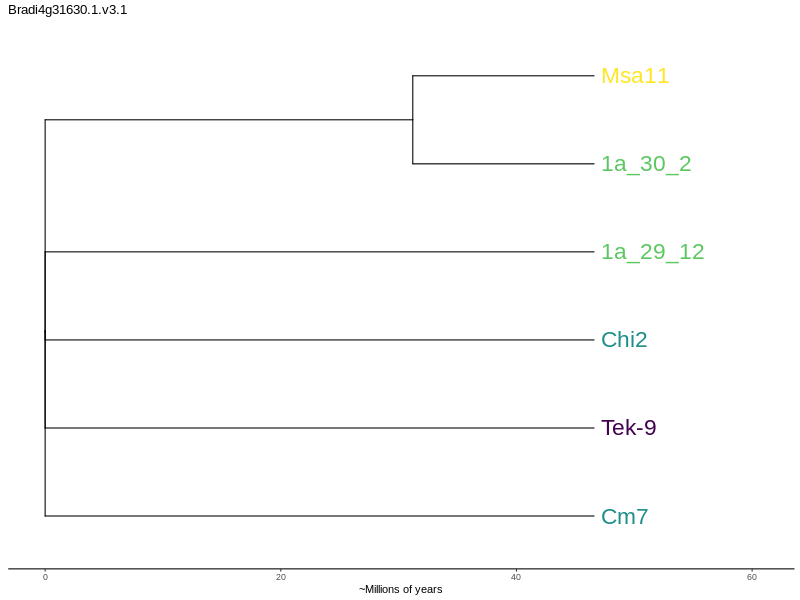 Bradi4g31630.1.v3.1
Msa11
1a_30_2
1a_29_12
Chi2
Tek-9
Cm7
0 20 40 60
~Millions of years